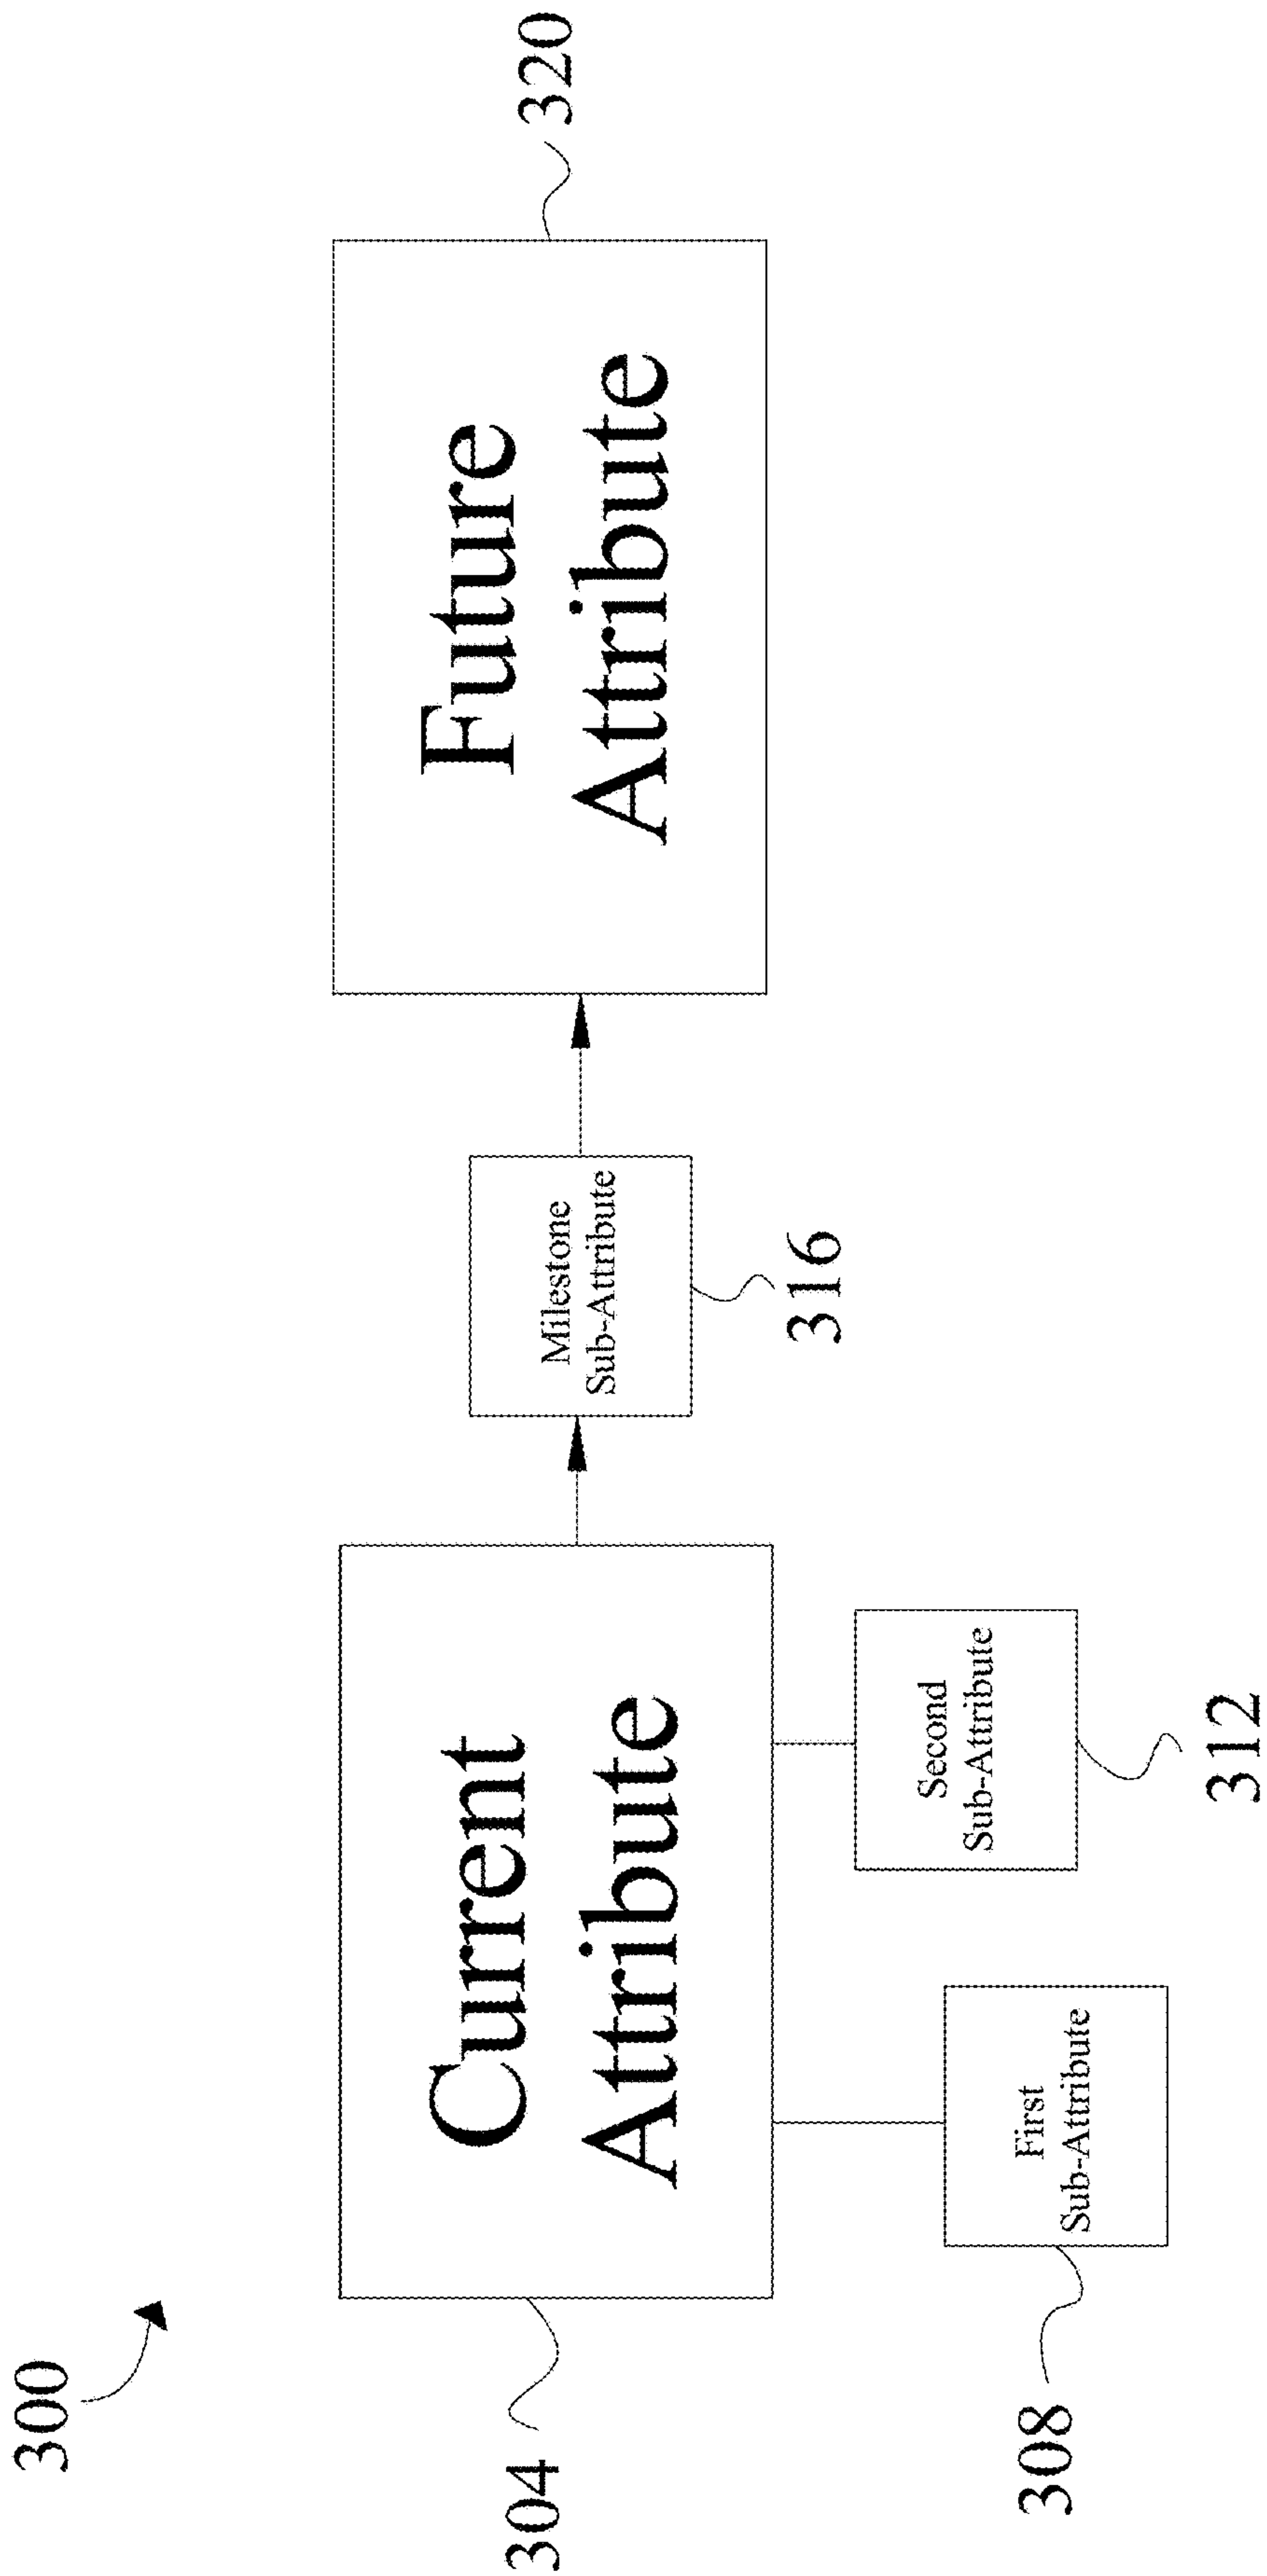 300
304
Current
Attribute
Milestone
Sub-Attribute
316
Future
Attribute
320
308
First
Sub-Attribute
Second
Sub-Attribute
312